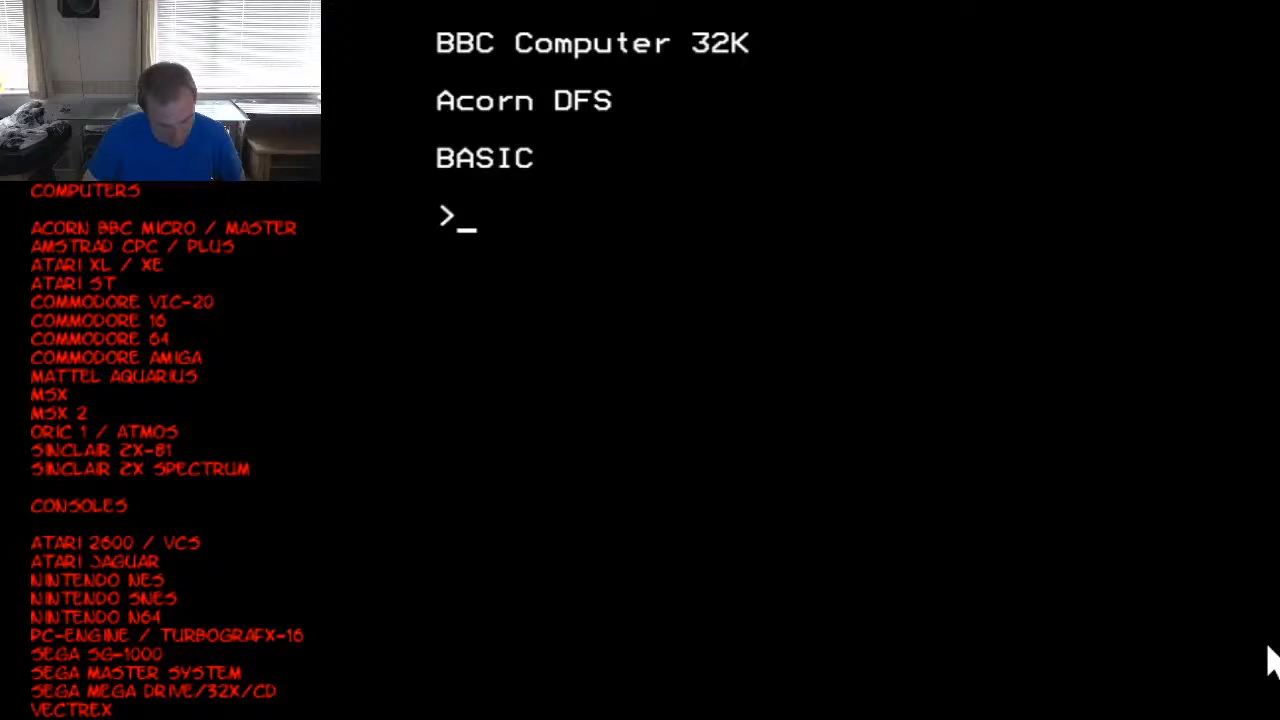 BBC Computer 32K
Acorn DFS
BASIC
>_
COMPUTERS
ACORN BBC MICRO / MASTER
AMSTRAD CPC / PLUS
ATARI XL / XE
ATARI ST
COMMODORE VIC-20
COMMODORE 16
COMMODORE 64
COMMODORE AMIGA
MATTEL AQUARIUS
MSX
MSX 2
ORIC 1 / ATMOS
SINCLAIR ZX-81
SINCLAIR ZX SPECTRUM
CONSOLES
ATARI 2600 / VCS
ATARI JAGUAR
NINTENDO NES
NINTENDO SNES
NINTENDO N64
PC-ENGINE / TURBOGRAFX-16
SEGA SG-1000
SEGA MASTER SYSTEM
SEGA MEGA DRIVE/32X/CD
VECTREX